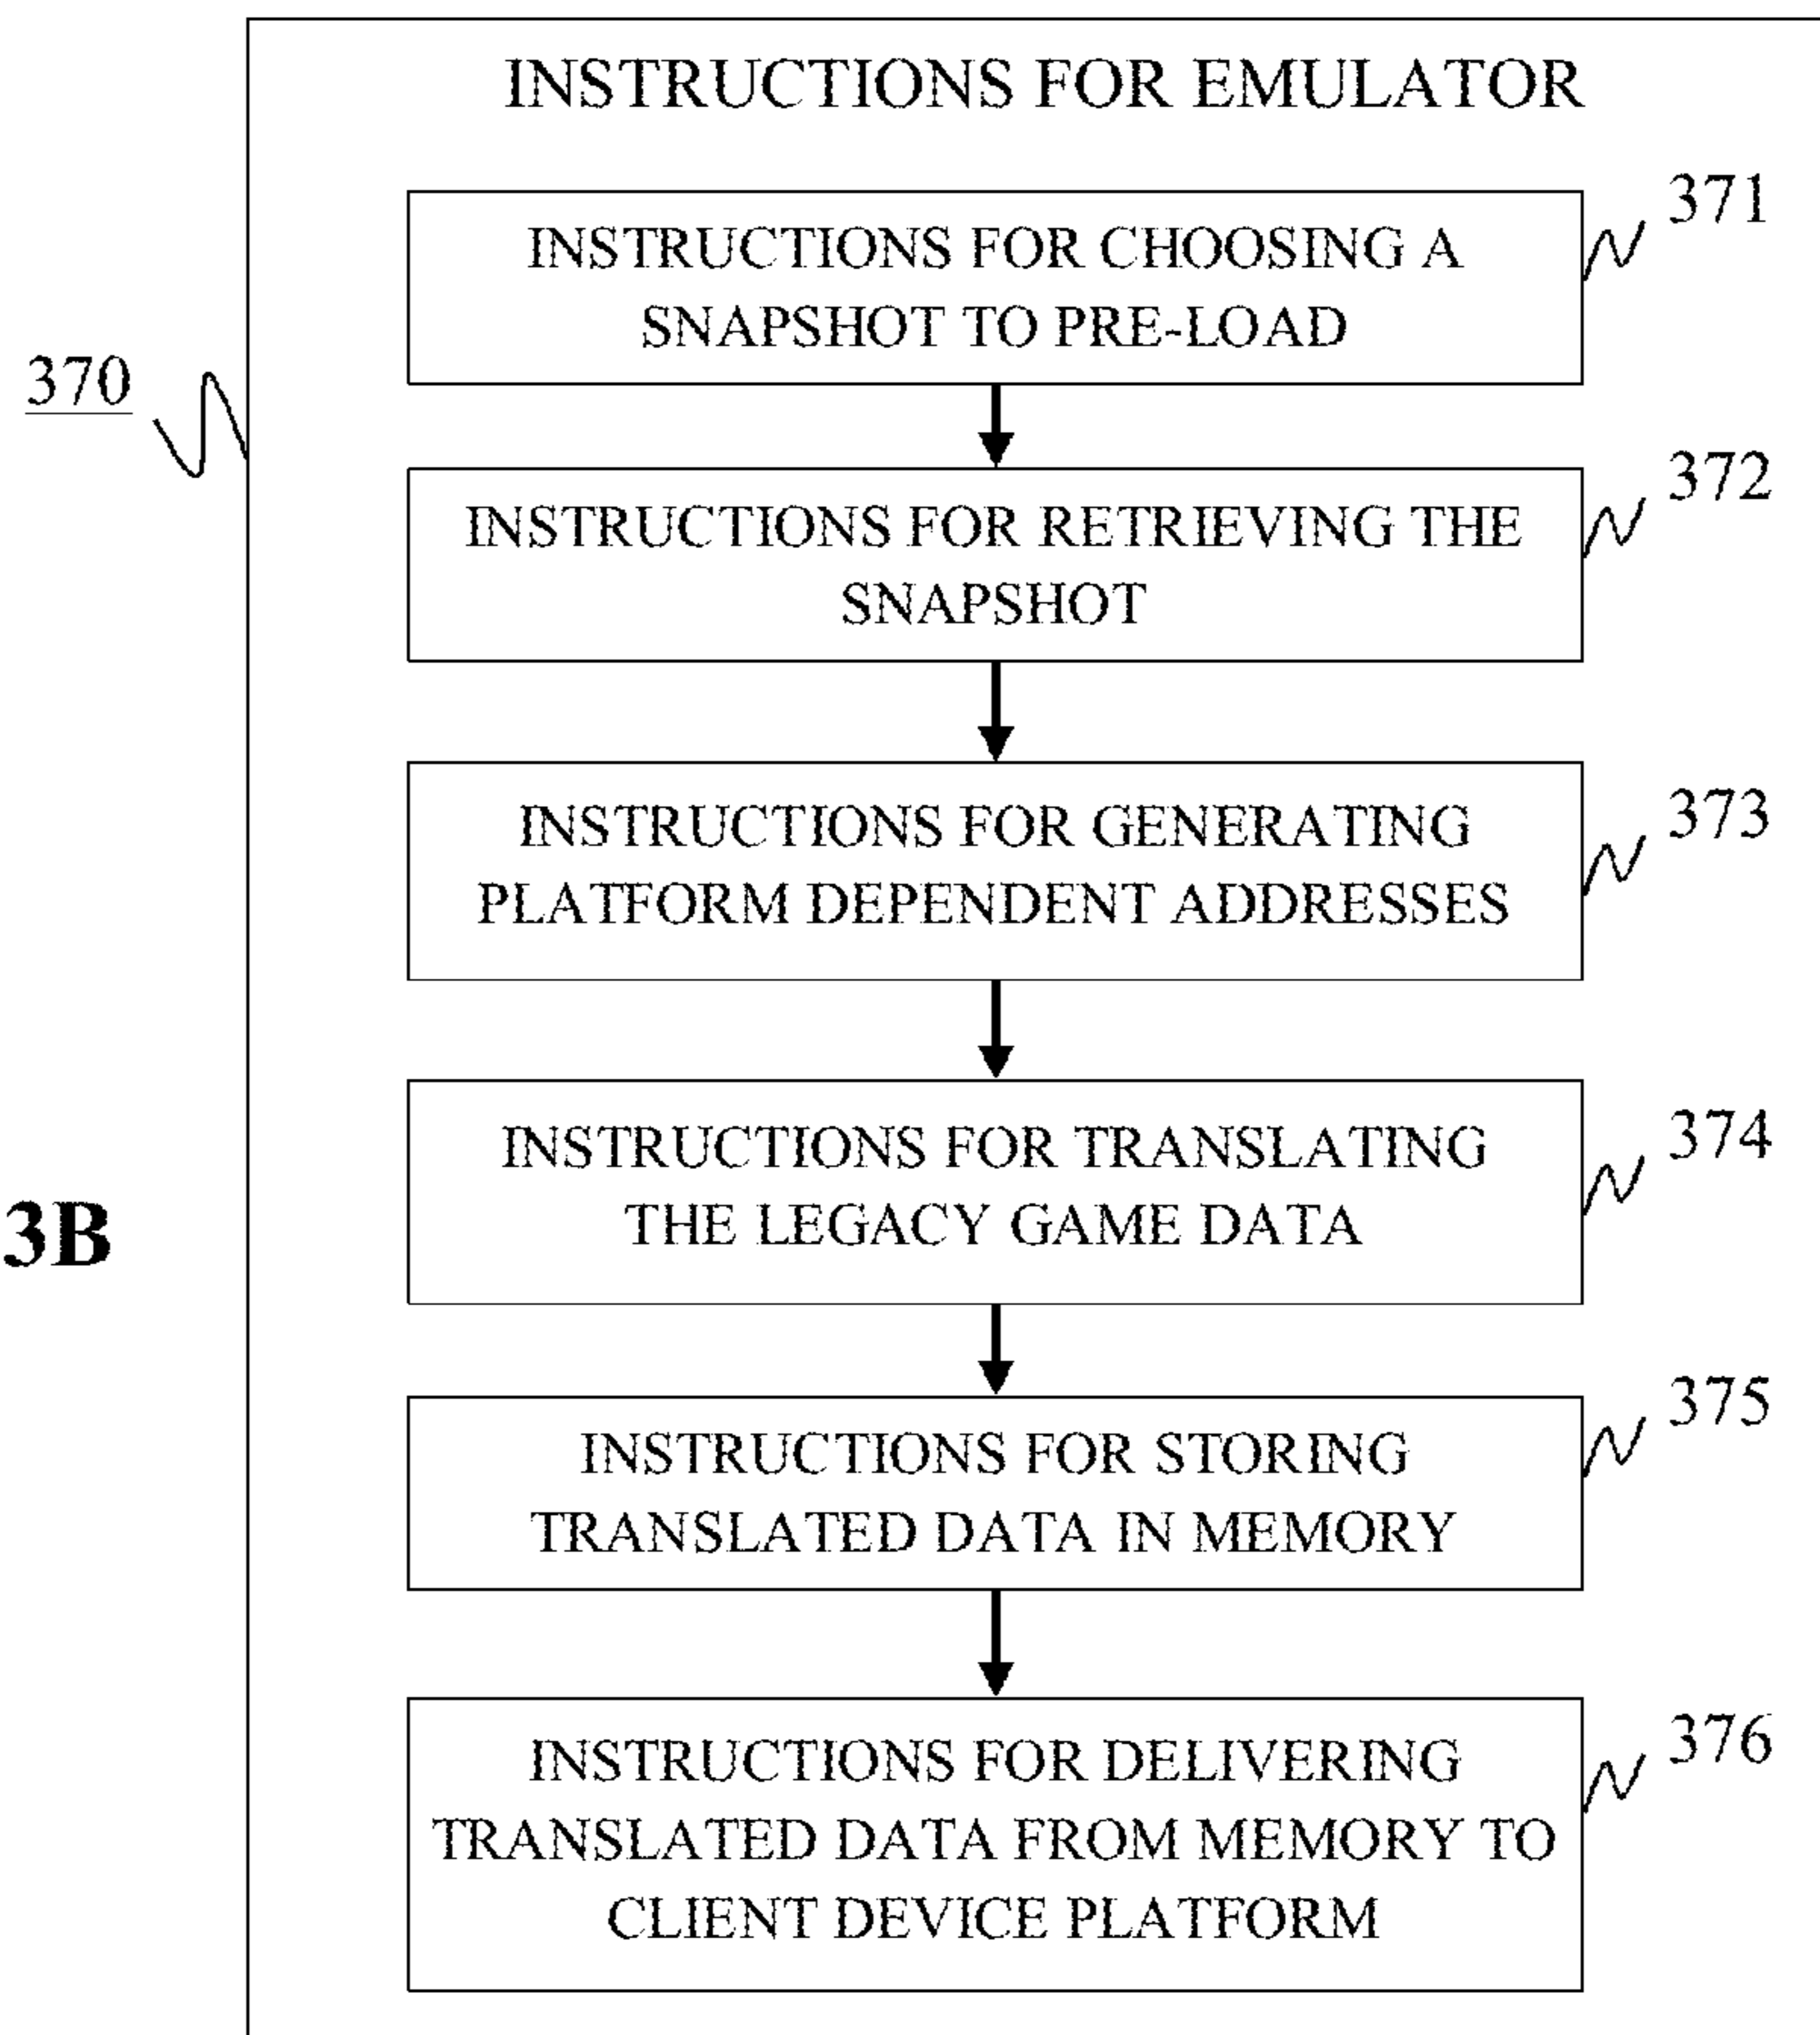 INSTRUCTIONS FOR EMULATOR
371
INSTRUCTIONS FOR CHOOSING A
SNAPSHOT TO PRE-LOAD
370
372
INSTRUCTIONS FOR RETRIEVING THE
SNAPSHOT
373
INSTRUCTIONS FOR GENERATING
PLATFORM DEPENDENT ADDRESSES
374
INSTRUCTIONS FOR TRANSLATING
THE LEGACY GAME DATA
3B
375
INSTRUCTIONS FOR STORING
TRANSLATED DATA IN MEMORY
376
INSTRUCTIONS FOR DELIVERING
TRANSLATED DATA FROM MEMORY TO
CLIENT DEVICE PLATFORM